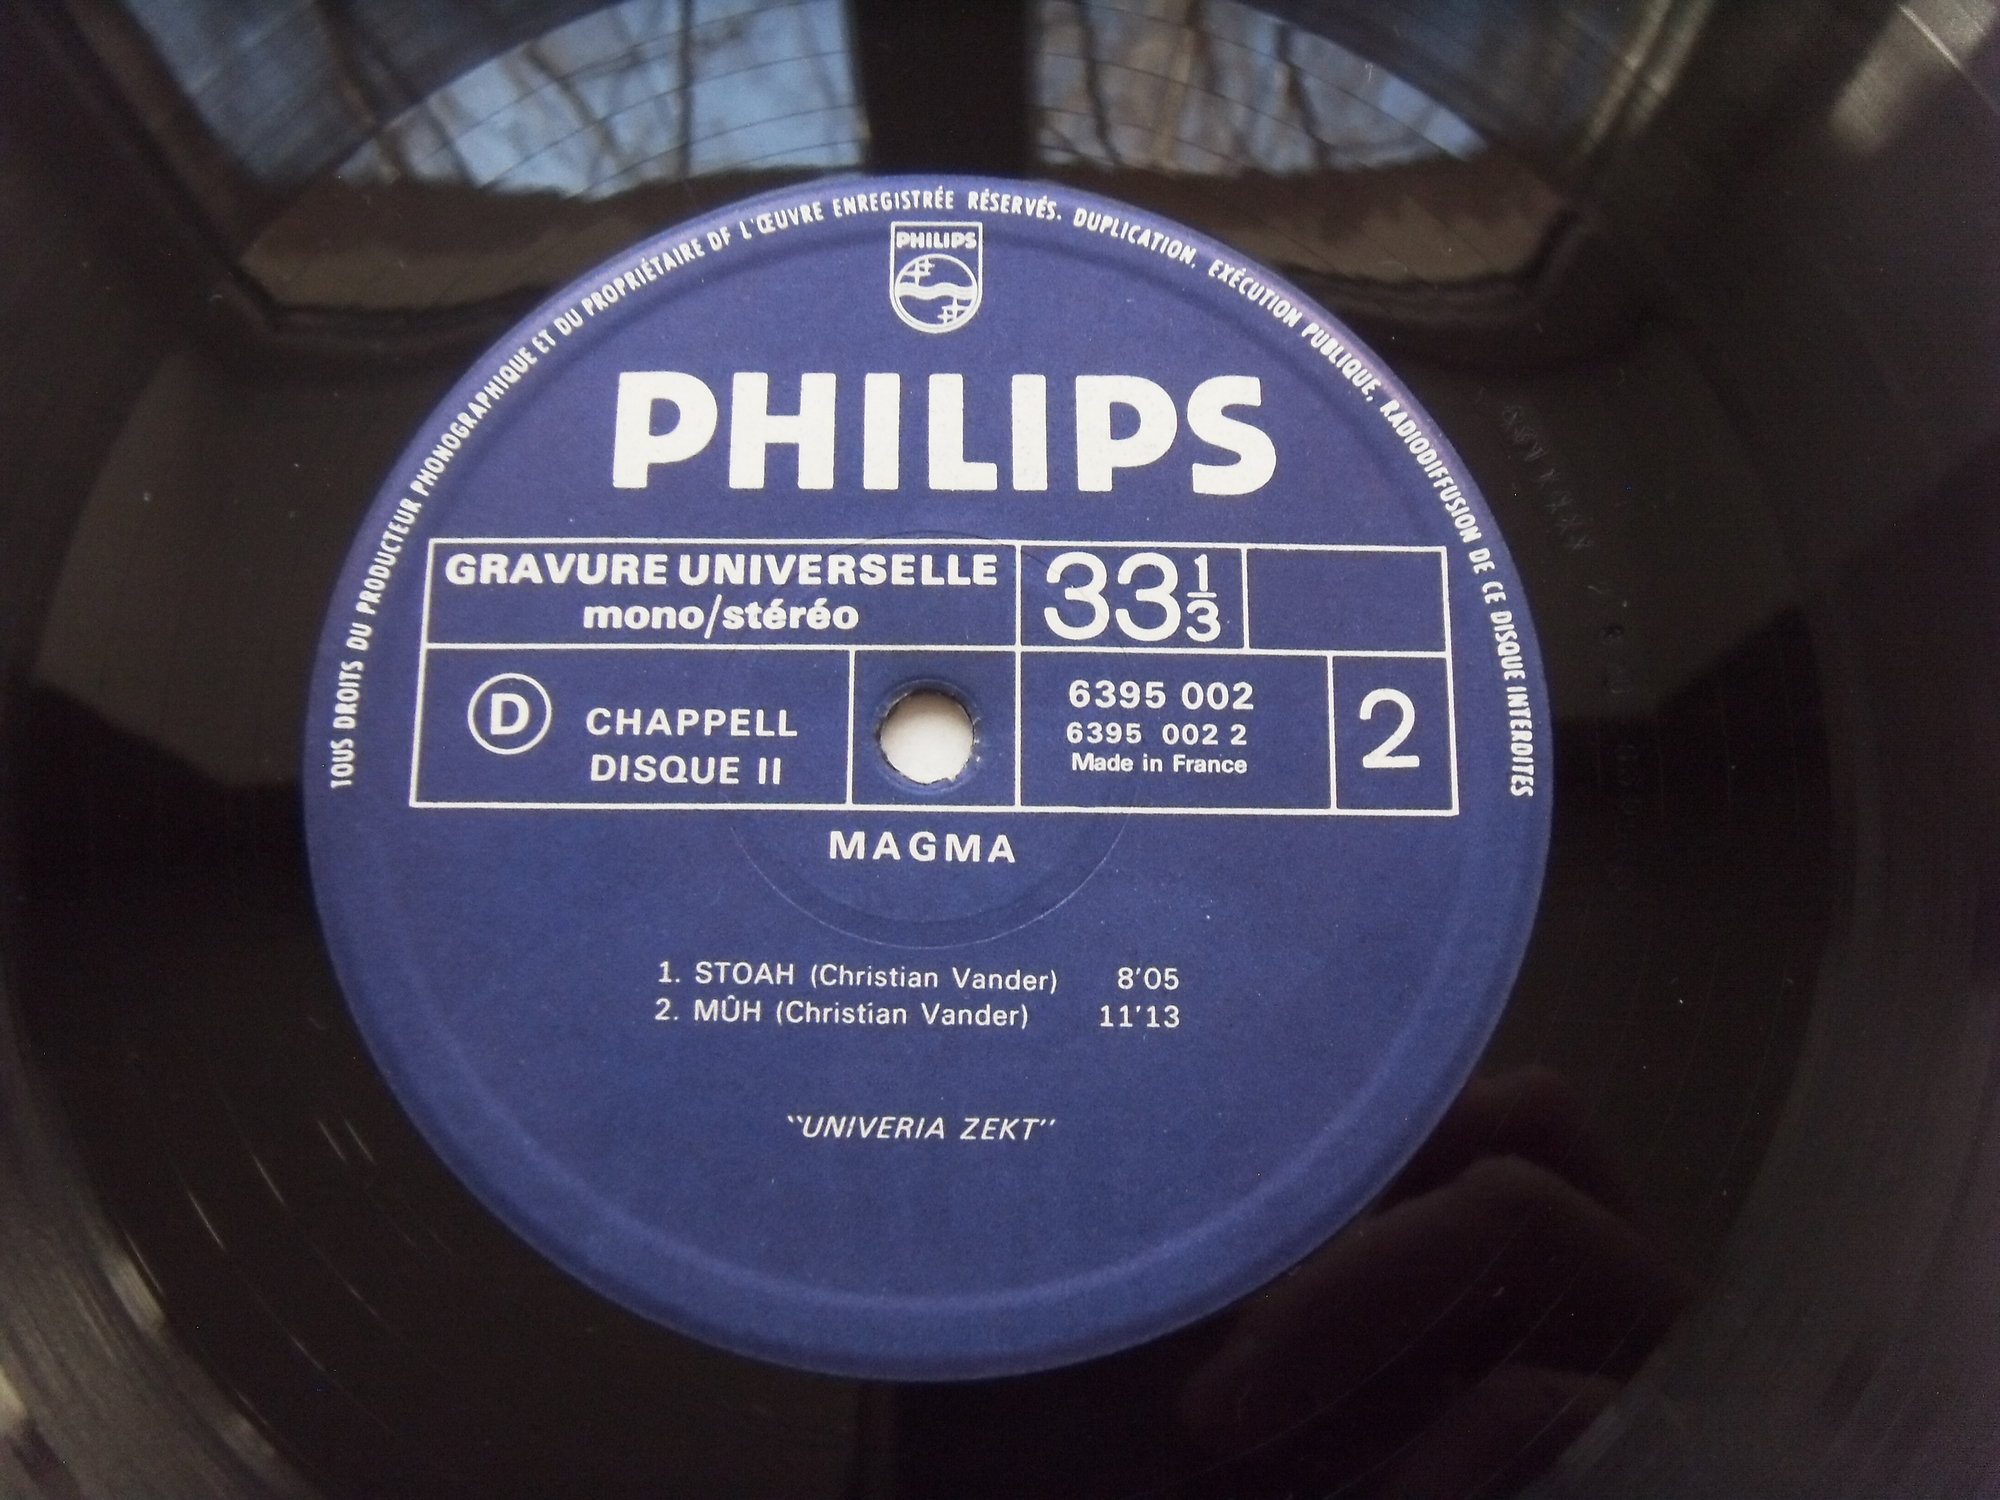 TOUS DROITS DU PRODUCTEUR PHONOGRAPHIQUE ET DU PROPRIÉTAIRE DE L'ŒUVRE ENREGISTRÉE RÉSERVÉS. DUPLICATION, EXÉCUTION PUBLIQUE, RADIODIFFUSION DE CE DISQUE INTERDITES
PHILIPS
PHILIPS
GRAVURE UNIVERSELLE
mono/stéréo
33 1/3
D CHAPPELL
DISQUE II
6395 002
6395 002 2
Made in France
2
MAGMA
1. STOAH (Christian Vander) 8'05
2. MÛH (Christian Vander) 11'13
"UNIVERIA ZEKT"